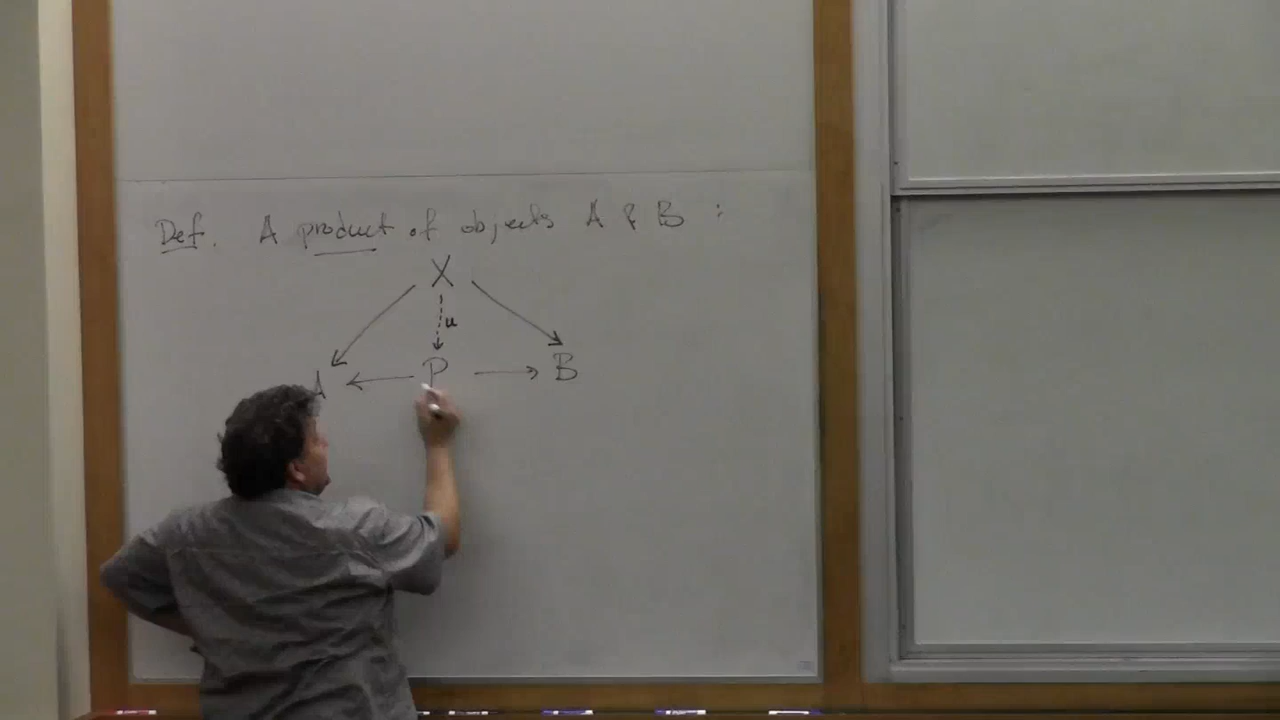 Def. A product of objects A & B :
X
u
A ← P → B